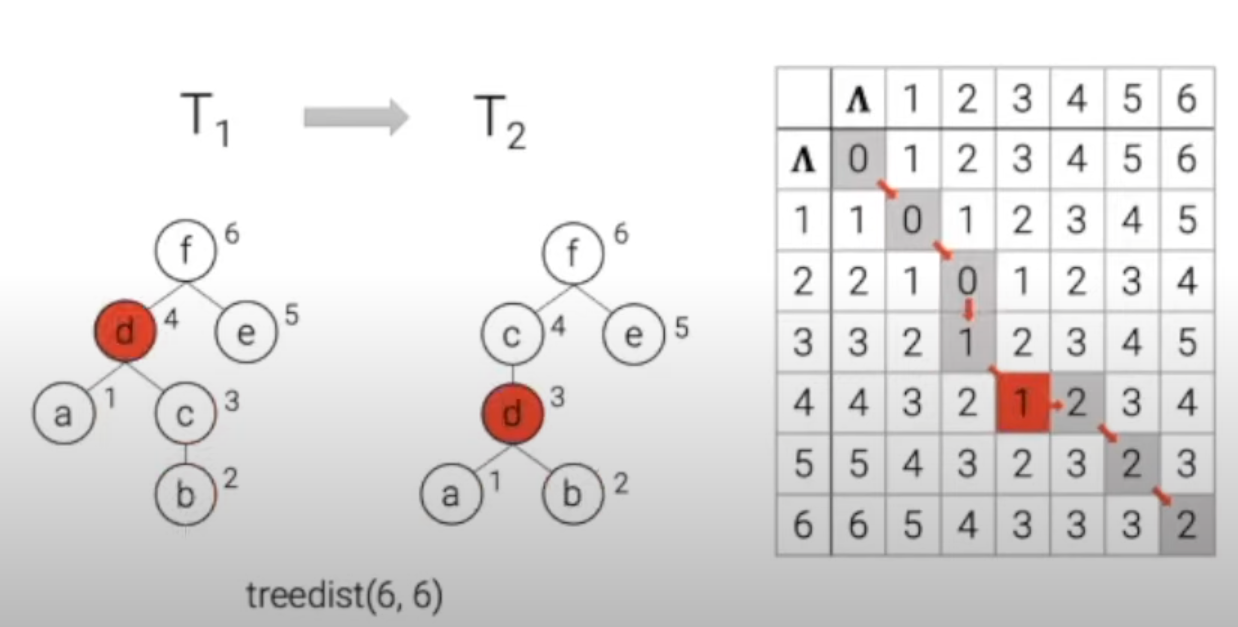 T1 T2
f 6
d 4 e 5
a 1 c 3
b 2
f 6
c 4 e 5
d 3
a 1 b 2
treedist(6, 6)
Λ 1 2 3 4 5 6
Λ 0 1 2 3 4 5 6
1 1 0 1 2 3 4 5
2 2 1 0 1 2 3 4
3 3 2 1 2 3 4 5
4 4 3 2 1 2 3 4
5 5 4 3 2 3 2 3
6 6 5 4 3 3 3 2